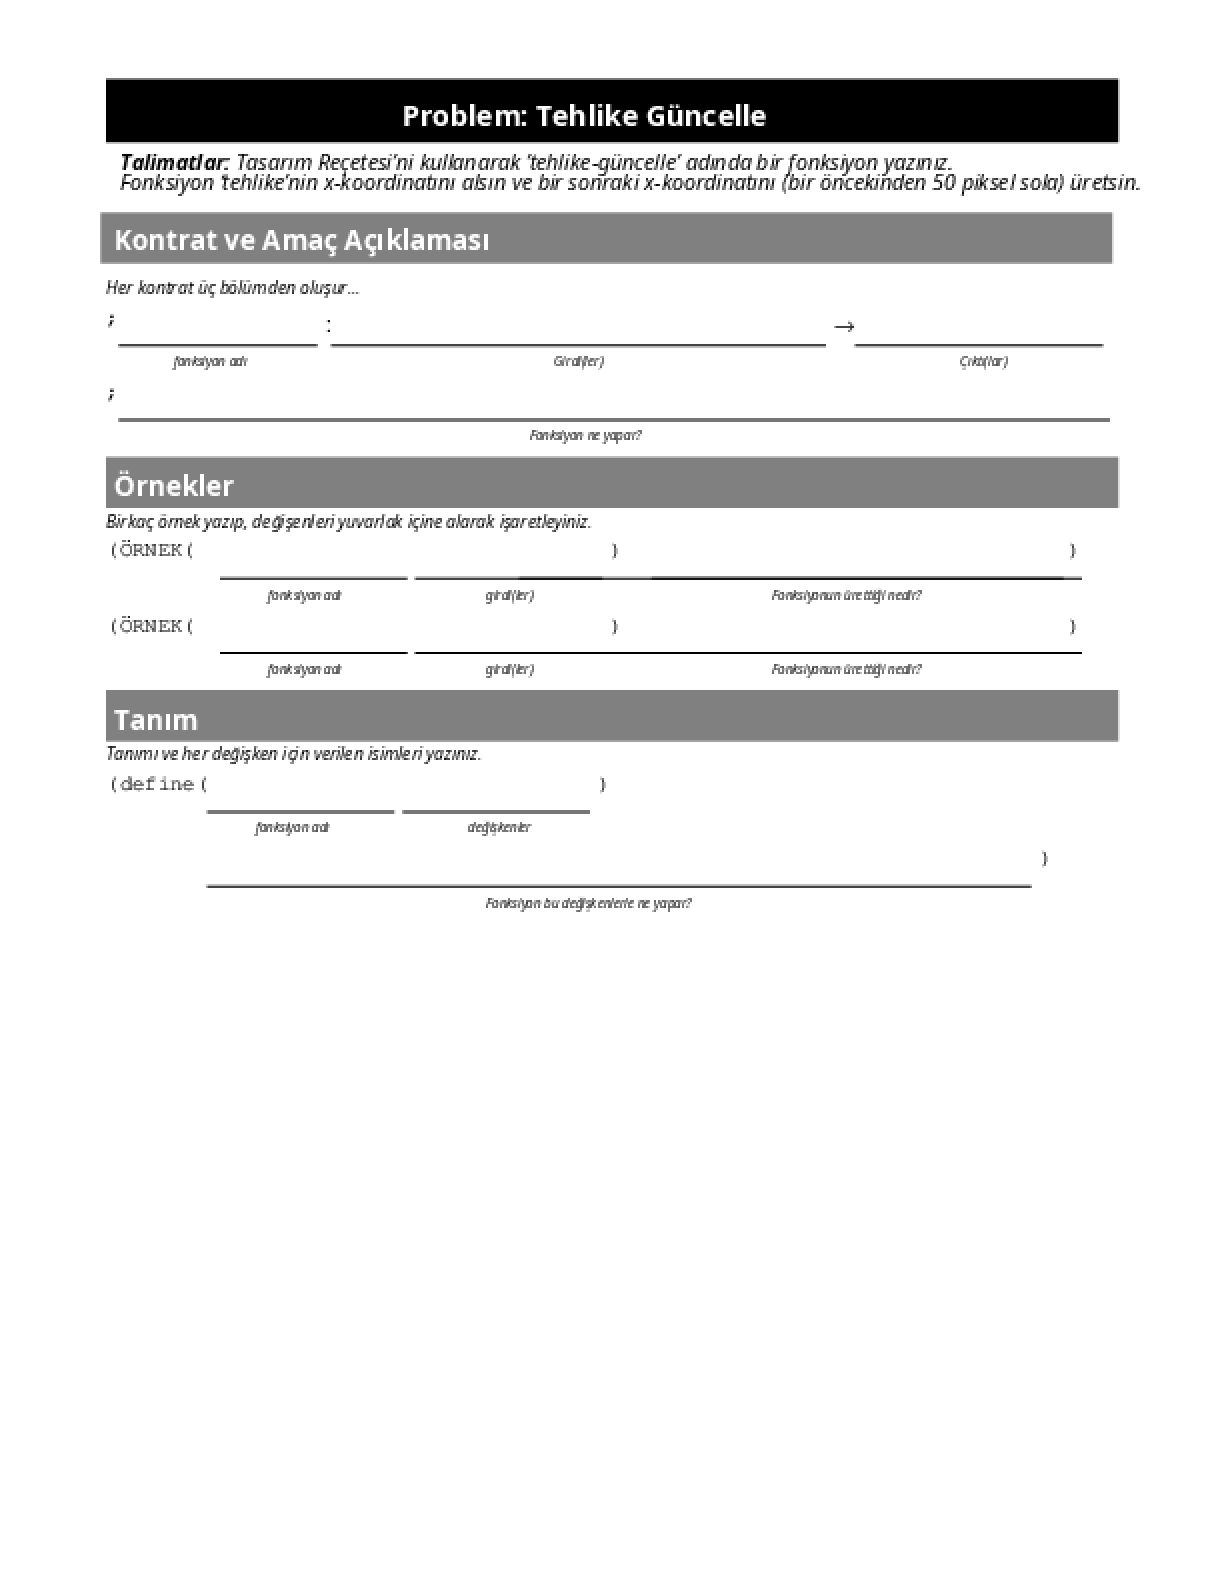 Problem: Tehlike Güncelle
Talimatlar: Tasarım Reçetesi'ni kullanarak 'tehlike-güncelle' adında bir fonksiyon yazınız.
Fonksiyon 'tehlike'nin x-koordinatını alsın ve bir sonraki x-koordinatını (bir öncekinden 50 piksel sola) üretsin.
Kontrat ve Amaç Açıklaması
Her kontrat üç bölümden oluşur...
; : →
fonksiyon adı Girdi(ler) Çıktı(lar)
;
Fonksiyon ne yapar?
Örnekler
Birkaç örnek yazıp, değişenleri yuvarlak içine alarak işaretleyiniz.
(ÖRNEK( ) )
fonksiyon adı girdi(ler) Fonksiyonun ürettiği nedir?
(ÖRNEK( ) )
fonksiyon adı girdi(ler) Fonksiyonun ürettiği nedir?
Tanım
Tanımı ve her değişken için verilen isimleri yazınız.
(define( )
fonksiyon adı değişkenler
)
Fonksiyon bu değişkenlerle ne yapar?